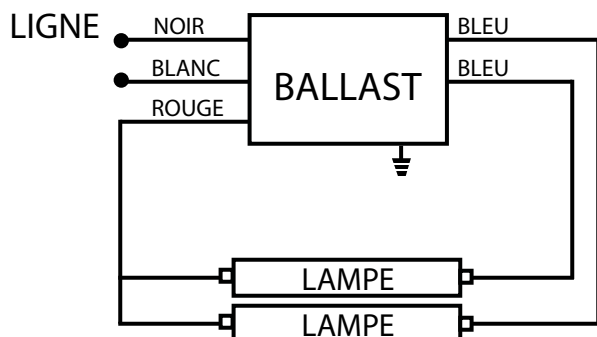 LIGNE
NOIR
BLEU
BLANC
BLEU
BALLAST
ROUGE
LAMPE
LAMPE